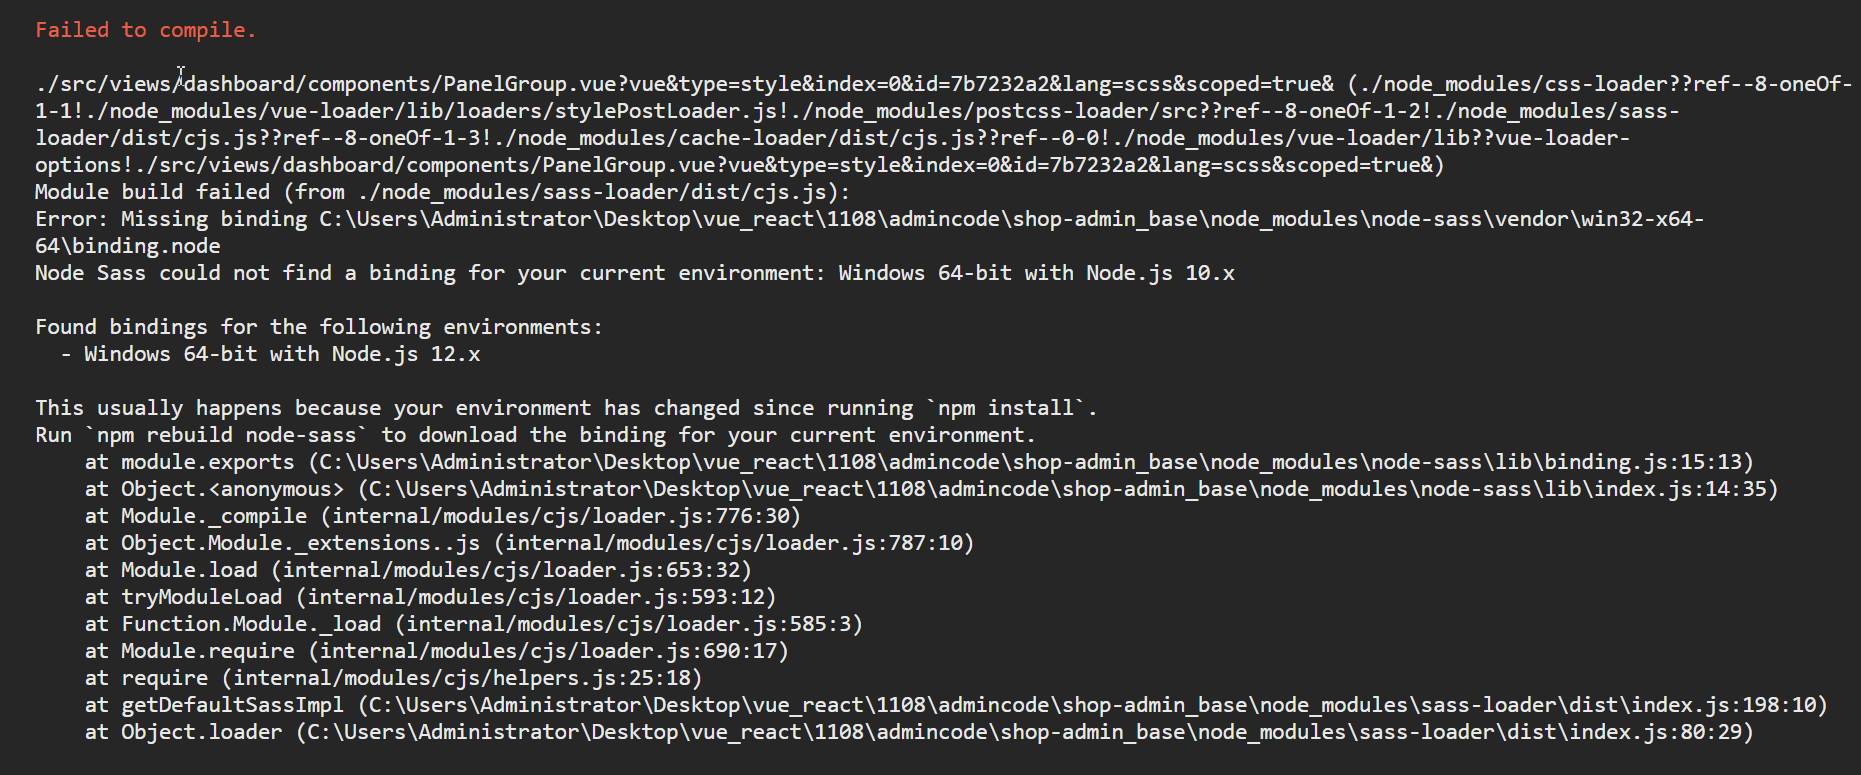 Failed to compile.
./src/views/dashboard/components/PanelGroup.vue?vue&type=style&index=0&id=7b7232a2&lang=scss&scoped=true& (./node_modules/css-loader??ref--8-oneOf-
1-1!./node_modules/vue-loader/lib/loaders/stylePostLoader.js!./node_modules/postcss-loader/src??ref--8-oneOf-1-2!./node_modules/sass-
loader/dist/cjs.js??ref--8-oneOf-1-3!./node_modules/cache-loader/dist/cjs.js??ref--0-0!./node_modules/vue-loader/lib??vue-loader-
options!./src/views/dashboard/components/PanelGroup.vue?vue&type=style&index=0&id=7b7232a2&lang=scss&scoped=true&)
Module build failed (from ./node_modules/sass-loader/dist/cjs.js):
Error: Missing binding C:\Users\Administrator\Desktop\vue_react\1108\admincode\shop-admin_base\node_modules\node-sass\vendor\win32-x64-
64\binding.node
Node Sass could not find a binding for your current environment: Windows 64-bit with Node.js 10.x
Found bindings for the following environments:
  - Windows 64-bit with Node.js 12.x
This usually happens because your environment has changed since running `npm install`.
Run `npm rebuild node-sass` to download the binding for your current environment.
    at module.exports (C:\Users\Administrator\Desktop\vue_react\1108\admincode\shop-admin_base\node_modules\node-sass\lib\binding.js:15:13)
    at Object.<anonymous> (C:\Users\Administrator\Desktop\vue_react\1108\admincode\shop-admin_base\node_modules\node-sass\lib\index.js:14:35)
    at Module._compile (internal/modules/cjs/loader.js:776:30)
    at Object.Module._extensions..js (internal/modules/cjs/loader.js:787:10)
    at Module.load (internal/modules/cjs/loader.js:653:32)
    at tryModuleLoad (internal/modules/cjs/loader.js:593:12)
    at Function.Module._load (internal/modules/cjs/loader.js:585:3)
    at Module.require (internal/modules/cjs/loader.js:690:17)
    at require (internal/modules/cjs/helpers.js:25:18)
    at getDefaultSassImpl (C:\Users\Administrator\Desktop\vue_react\1108\admincode\shop-admin_base\node_modules\sass-loader\dist\index.js:198:10)
    at Object.loader (C:\Users\Administrator\Desktop\vue_react\1108\admincode\shop-admin_base\node_modules\sass-loader\dist\index.js:80:29)